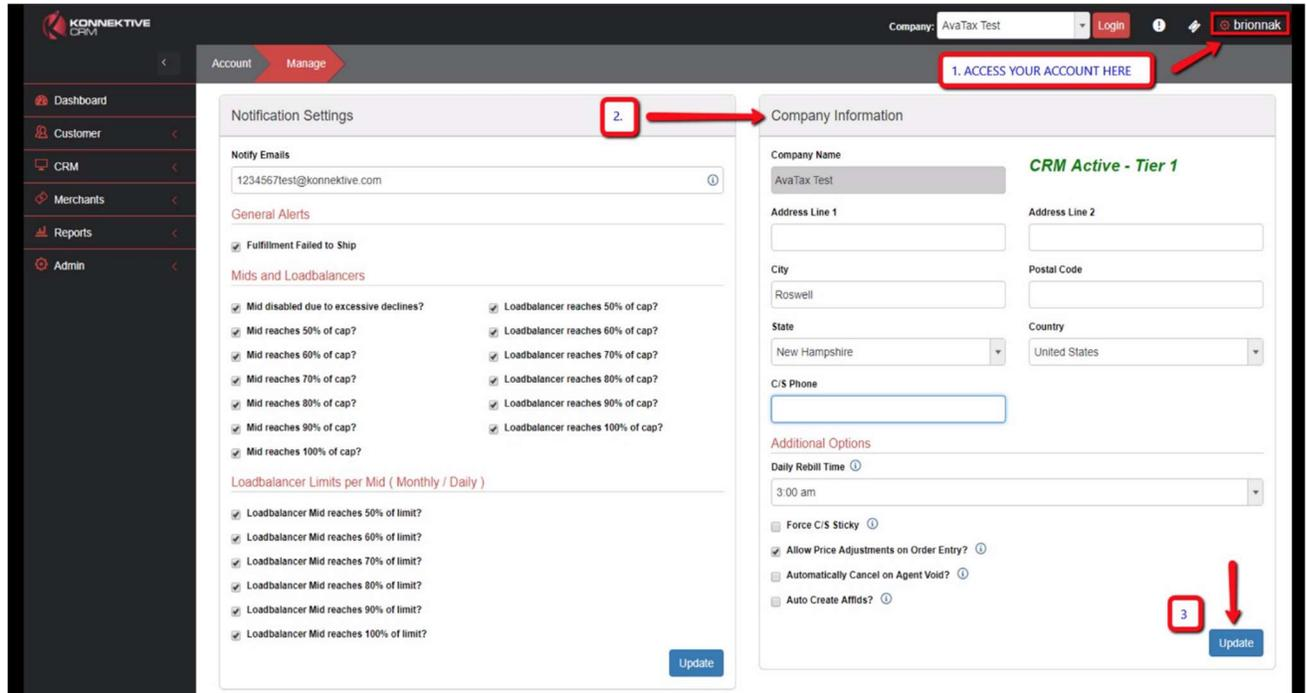 KONNEKTIVE
CRM
Company: AvaTax Test Login brionnak
Account Manage
1. ACCESS YOUR ACCOUNT HERE
Dashboard
Customer
CRM
Merchants
Reports
Admin
Notification Settings
2.
Notify Emails
1234567test@konnektive.com
General Alerts
Fulfillment Failed to Ship
Mids and Loadbalancers
Mid disabled due to excessive declines? Loadbalancer reaches 50% of cap?
Mid reaches 50% of cap? Loadbalancer reaches 60% of cap?
Mid reaches 60% of cap? Loadbalancer reaches 70% of cap?
Mid reaches 70% of cap? Loadbalancer reaches 80% of cap?
Mid reaches 80% of cap? Loadbalancer reaches 90% of cap?
Mid reaches 90% of cap? Loadbalancer reaches 100% of cap?
Mid reaches 100% of cap?
Loadbalancer Limits per Mid ( Monthly / Daily )
Loadbalancer Mid reaches 50% of limit?
Loadbalancer Mid reaches 60% of limit?
Loadbalancer Mid reaches 70% of limit?
Loadbalancer Mid reaches 80% of limit?
Loadbalancer Mid reaches 90% of limit?
Loadbalancer Mid reaches 100% of limit?
Update
Company Information
Company Name
AvaTax Test
CRM Active - Tier 1
Address Line 1 Address Line 2
City Postal Code
Roswell
State Country
New Hampshire United States
C/S Phone
Additional Options
Daily Rebill Time
3:00 am
Force C/S Sticky
Allow Price Adjustments on Order Entry?
Automatically Cancel on Agent Void?
Auto Create AffIds?
3
Update